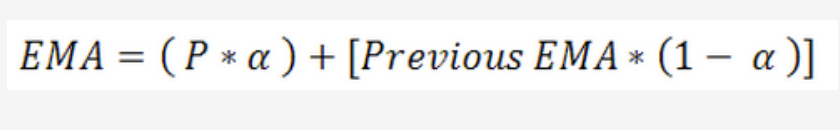 EMA = ( P * α ) + [Previous EMA * (1 − α )]